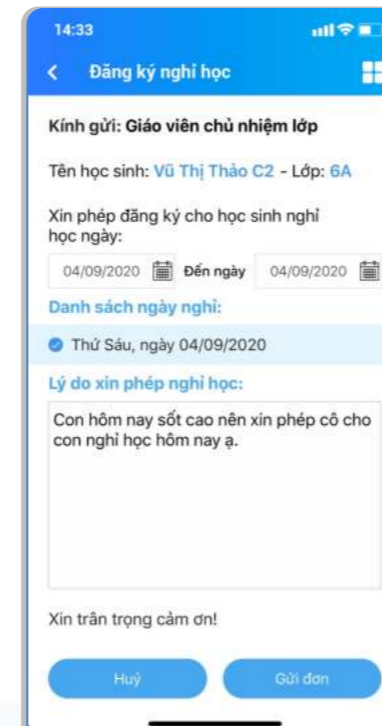 14:33
Đăng ký nghỉ học
Kính gửi: Giáo viên chủ nhiệm lớp
Tên học sinh: Vũ Thị Thảo C2 - Lớp: 6A
Xin phép đăng ký cho học sinh nghỉ
học ngày:
04/09/2020 Đến ngày 04/09/2020
Danh sách ngày nghỉ:
Thứ Sáu, ngày 04/09/2020
Lý do xin phép nghỉ học:
Con hôm nay sốt cao nên xin phép cô cho
con nghỉ học hôm nay ạ.
Xin trân trọng cảm ơn!
Huỷ Gửi đơn